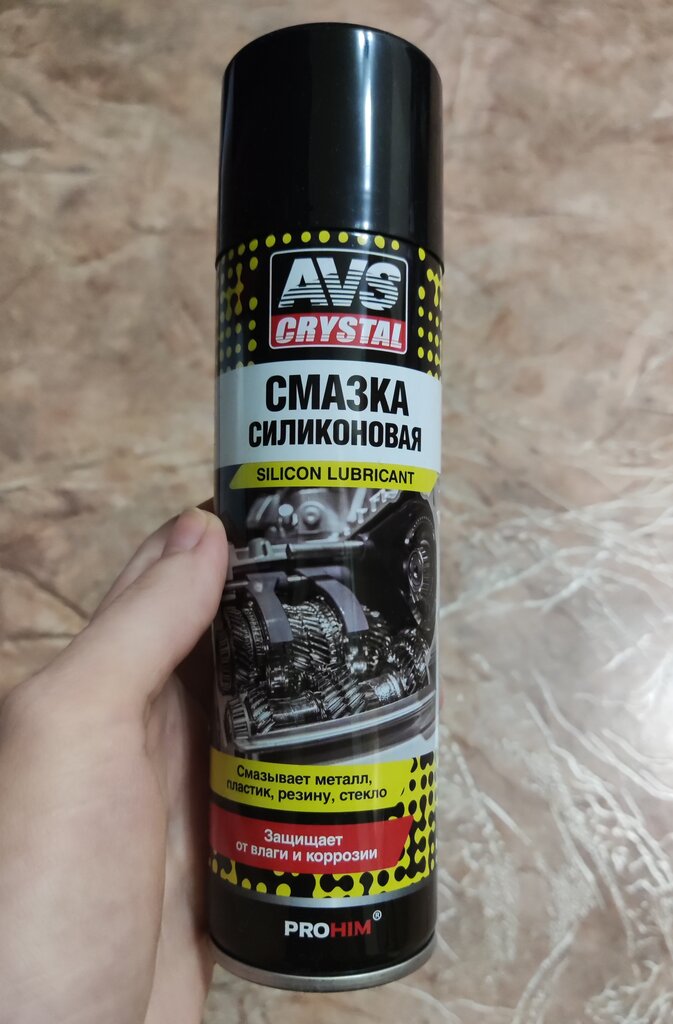 AVS
CRYSTAL
СМАЗКА
СИЛИКОНОВАЯ
SILICON LUBRICANT
Смазывает металл,
пластик, резину, стекло
Защищает
от влаги и коррозии
PROHIM®